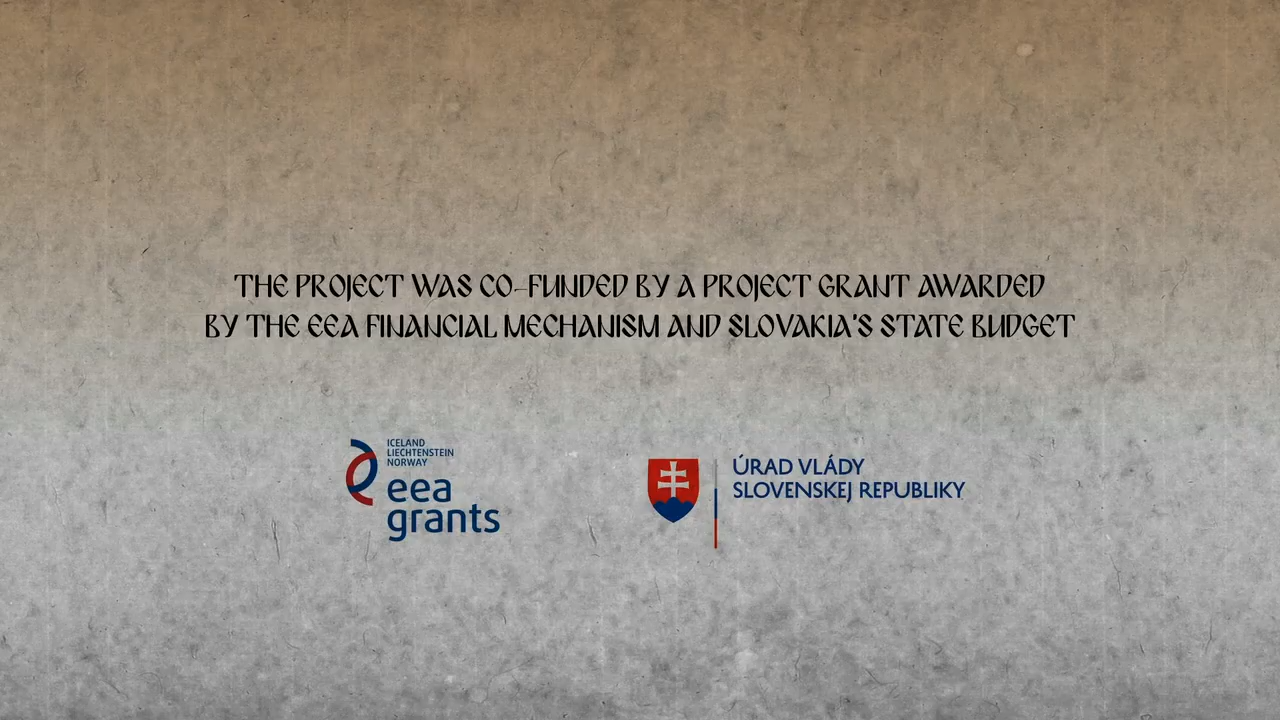 THE PROJECT WAS CO-FUNDED BY A PROJECT GRANT AWARDED
BY THE EEA FINANCIAL MECHANISM AND SLOVAKIA'S STATE BUDGET
ICELAND
LIECHTENSTEIN
NORWAY
eea
grants
ÚRAD VLÁDY
SLOVENSKEJ REPUBLIKY